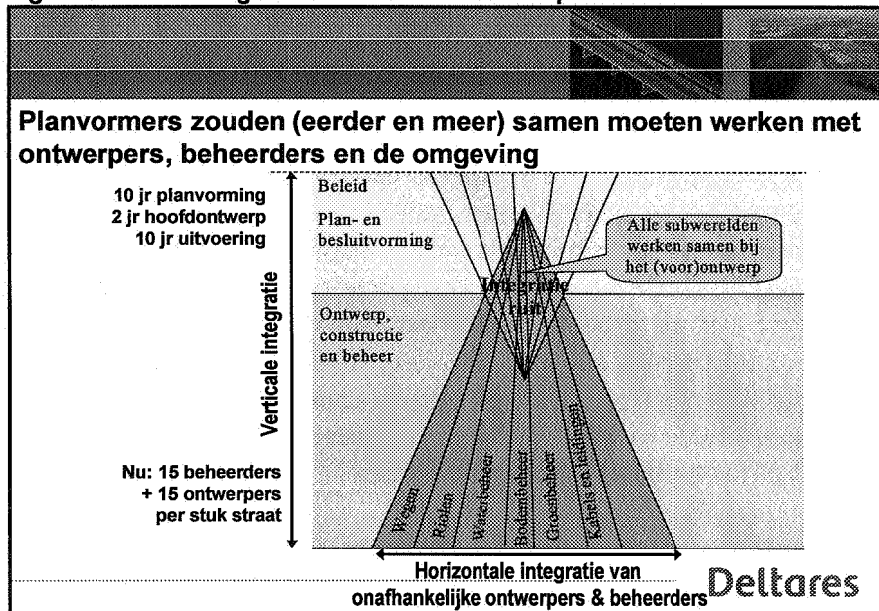 Planvormers zouden (eerder en meer) samen moeten werken met
ontwerpers, beheerders en de omgeving
10 jr planvorming
2 jr hoofdontwerp
10 jr uitvoering
Beleid
Plan- en
besluitvorming
Alle subwerelden
werken samen bij
het (voor)ontwerp
Integratie
ruit
Verticale integratie
Ontwerp,
constructie
en beheer
Nu: 15 beheerders
+ 15 ontwerpers
per stuk straat
Wegen
Riolan
Waterbeheer
Bodembeheer
Groenbeheer
Kabels en leidingen
Horizontale integratie van
onafhankelijke ontwerpers & beheerders
Deltares